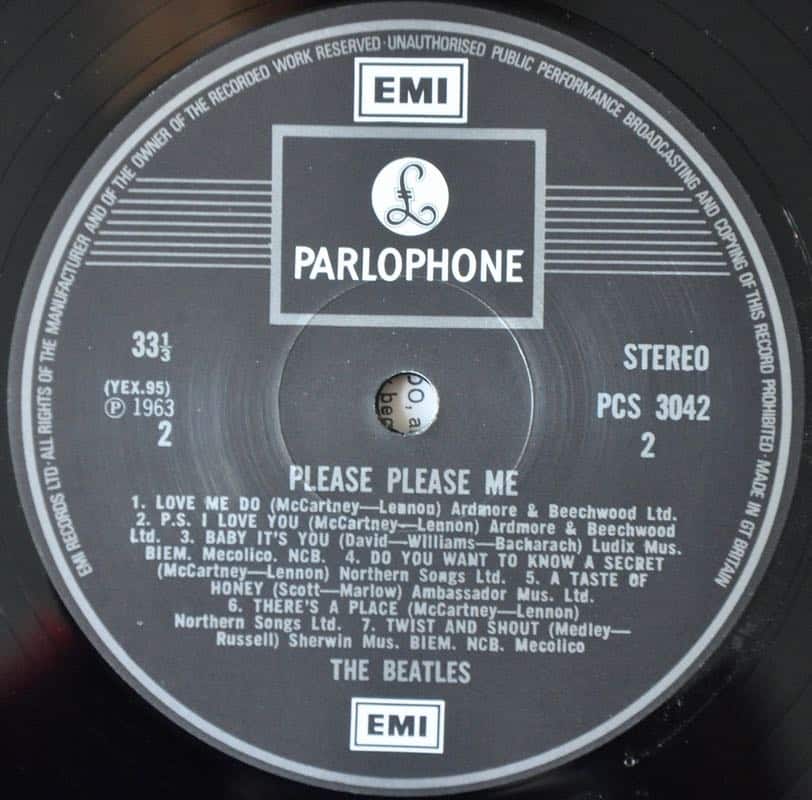 EMI RECORDS LTD·ALL RIGHTS OF THE MANUFACTURER AND OF THE OWNER OF THE RECORDED WORK RESERVED·UNAUTHORISED PUBLIC PERFORMANCE BROADCASTING AND COPYING OF THIS RECORD PROHIBITED·MADE IN GT BRITAIN
EMI
£
PARLOPHONE
33⅓
STEREO
(YEX.95)
℗ 1963
PCS 3042
2
2
PLEASE PLEASE ME
1. LOVE ME DO (McCartney—Lennon) Ardmore & Beechwood Ltd.
2. P.S. I LOVE YOU (McCartney—Lennon) Ardmore & Beechwood
Ltd. 3. BABY IT'S YOU (David—Williams—Bacharach) Ludix Mus.
BIEM. Mecolico. NCB. 4. DO YOU WANT TO KNOW A SECRET
(McCartney—Lennon) Northern Songs Ltd. 5. A TASTE OF
HONEY (Scott—Marlow) Ambassador Mus. Ltd.
6. THERE'S A PLACE (McCartney—Lennon)
Northern Songs Ltd. 7. TWIST AND SHOUT (Medley—
Russell) Sherwin Mus. BIEM. NCB. Mecolico
THE BEATLES
EMI